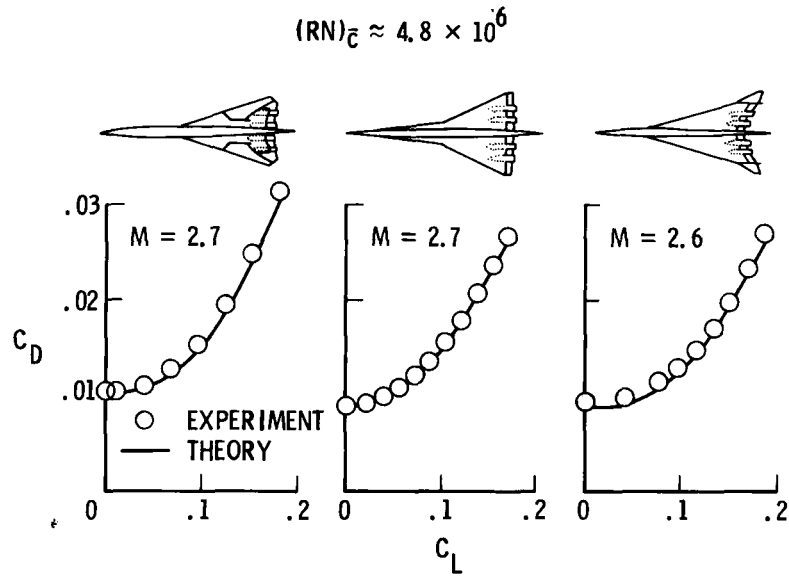 (RN)c̄ ≈ 4.8 × 10⁶
.03
M = 2.7
M = 2.7
M = 2.6
.02
C_D
.01
EXPERIMENT
THEORY
0 .1 .2
0 .1 .2
0 .1 .2
C_L